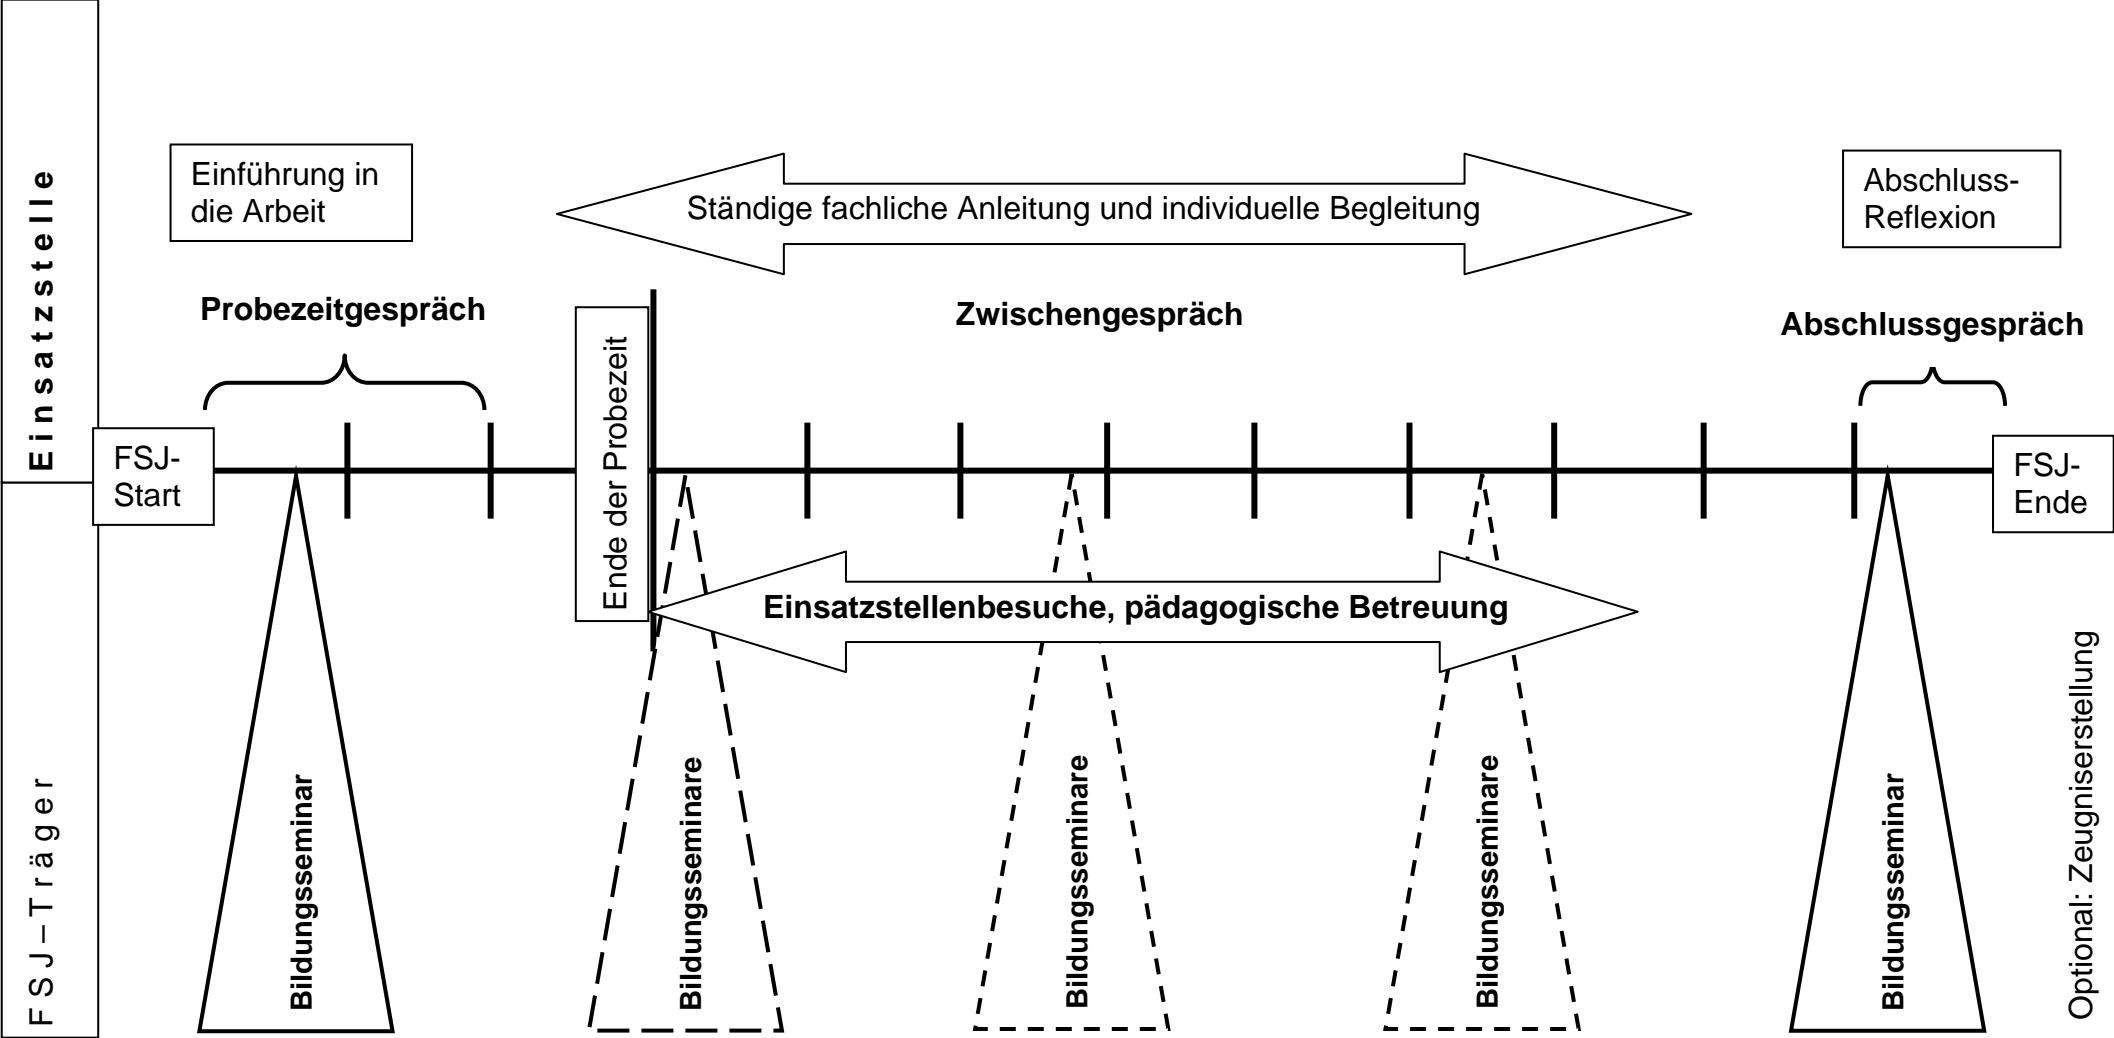 Einsatzstelle
Einführung in
die Arbeit
Ständige fachliche Anleitung und individuelle Begleitung
Abschluss-
Reflexion
Probezeitgespräch
Zwischengespräch
Abschlussgespräch
FSJ-
Start
Ende der Probezeit
FSJ-
Ende
Einsatzstellenbesuche, pädagogische Betreuung
FSJ–Träger
Bildungsseminar
Bildungsseminare
Bildungsseminare
Bildungsseminare
Bildungsseminar
Optional: Zeugniserstellung